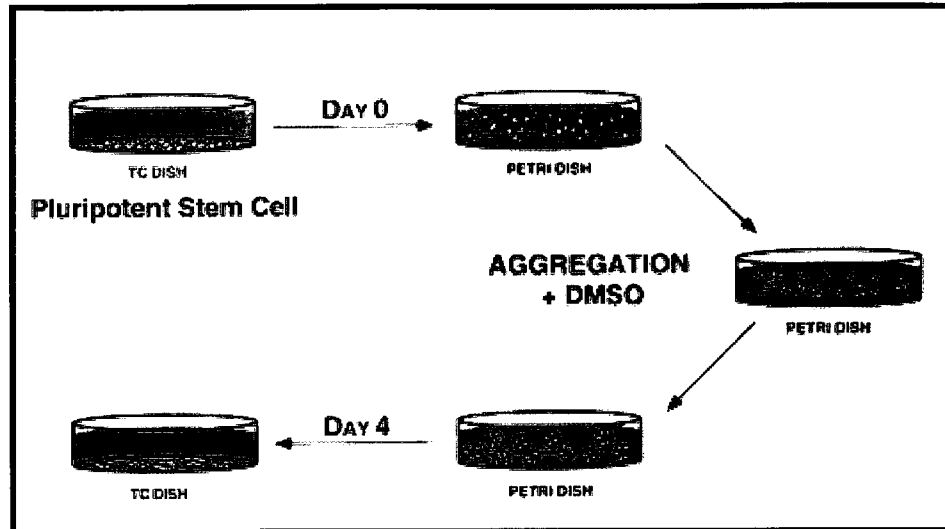 DAY 0
TC DISH
PETRI DISH
Pluripotent Stem Cell
AGGREGATION
+ DMSO
PETRI DISH
DAY 4
TC DISH
PETRI DISH